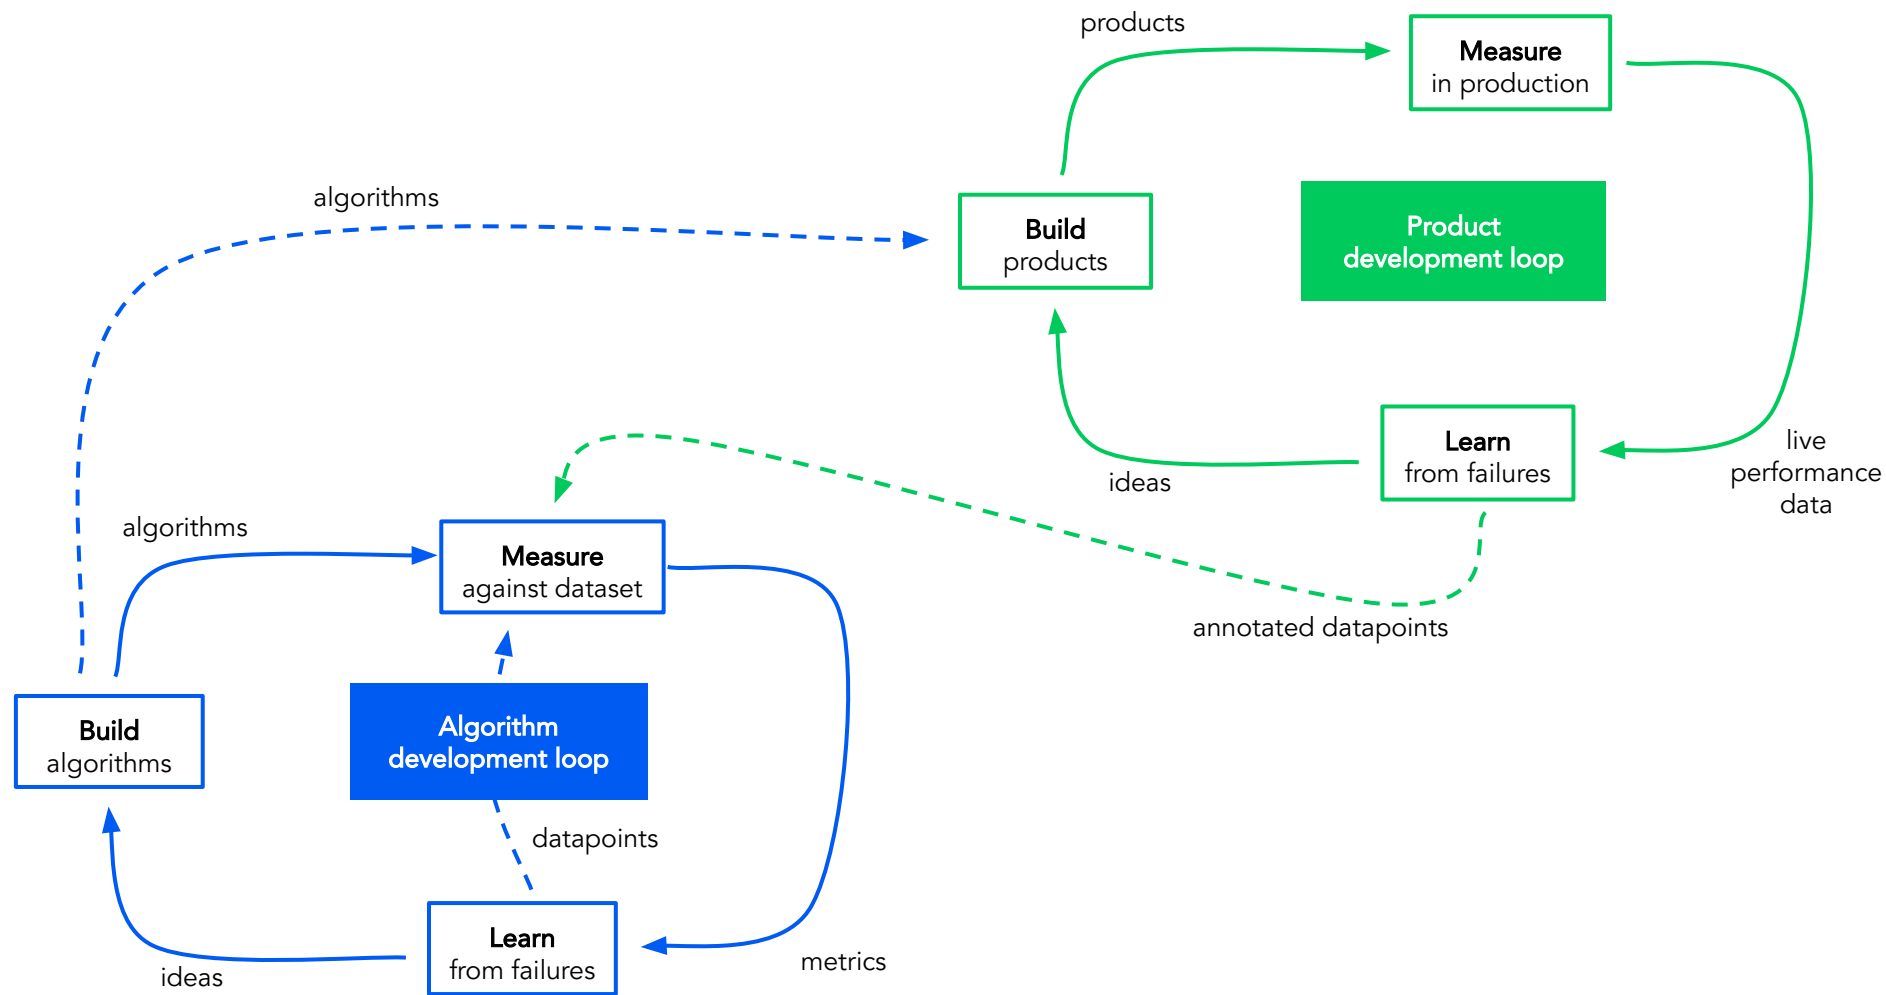 products
Measure
in production
algorithms
Build
products
Product
development loop
live
performance
data
Learn
from failures
ideas
algorithms
Measure
against dataset
annotated datapoints
Build
algorithms
Algorithm
development loop
datapoints
Learn
from failures
metrics
ideas